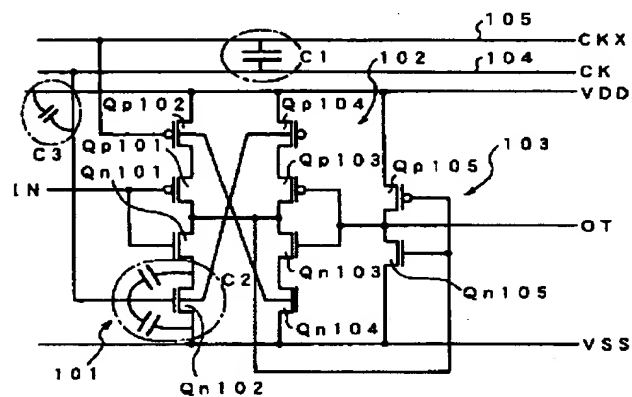 105
CKX
C1
104
CK
102
VDD
Qp102
Qp104
C3
Qp101
Qp103
103
Qn101
Qp105
IN
OT
Qn103
C2
Qn105
Qn104
VSS
101
Qn102